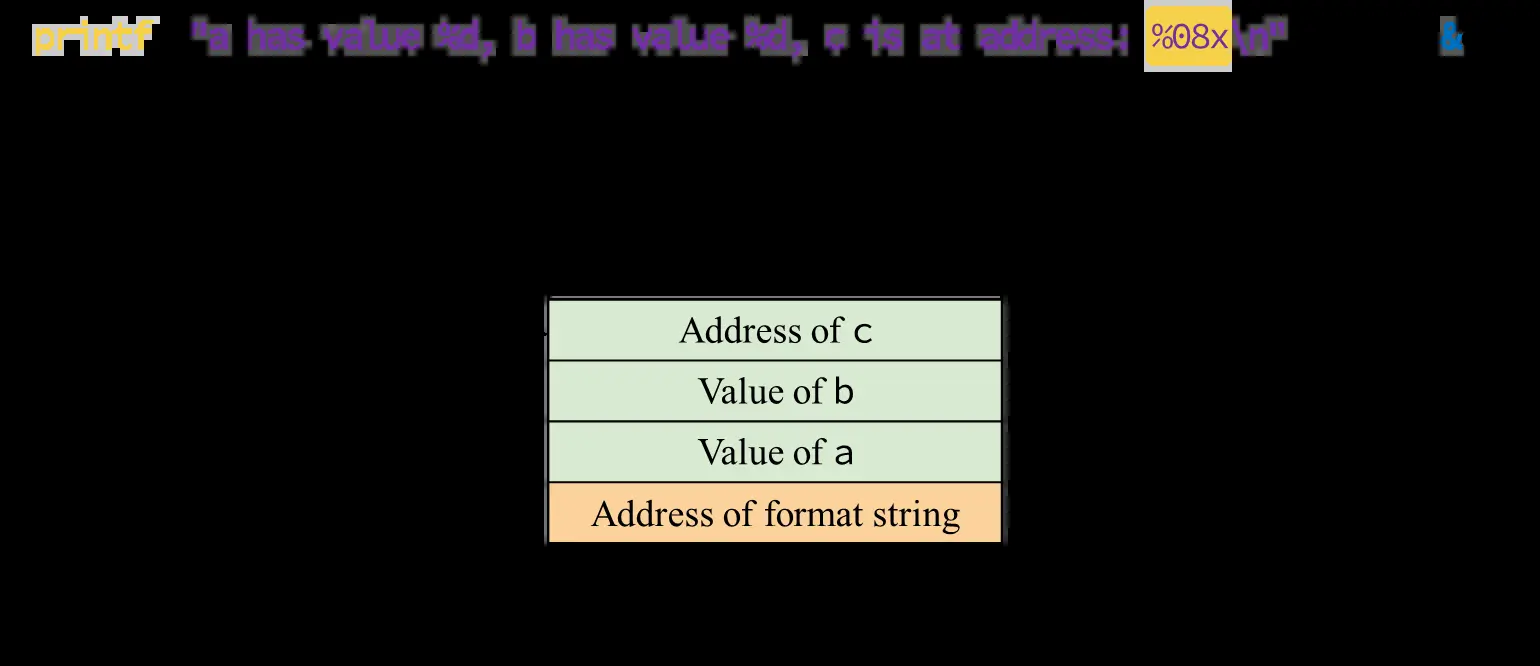 printf "a has value %d, b has value %d, c is at address: %08x\n" &
Address of c
Value of b
Value of a
Address of format string